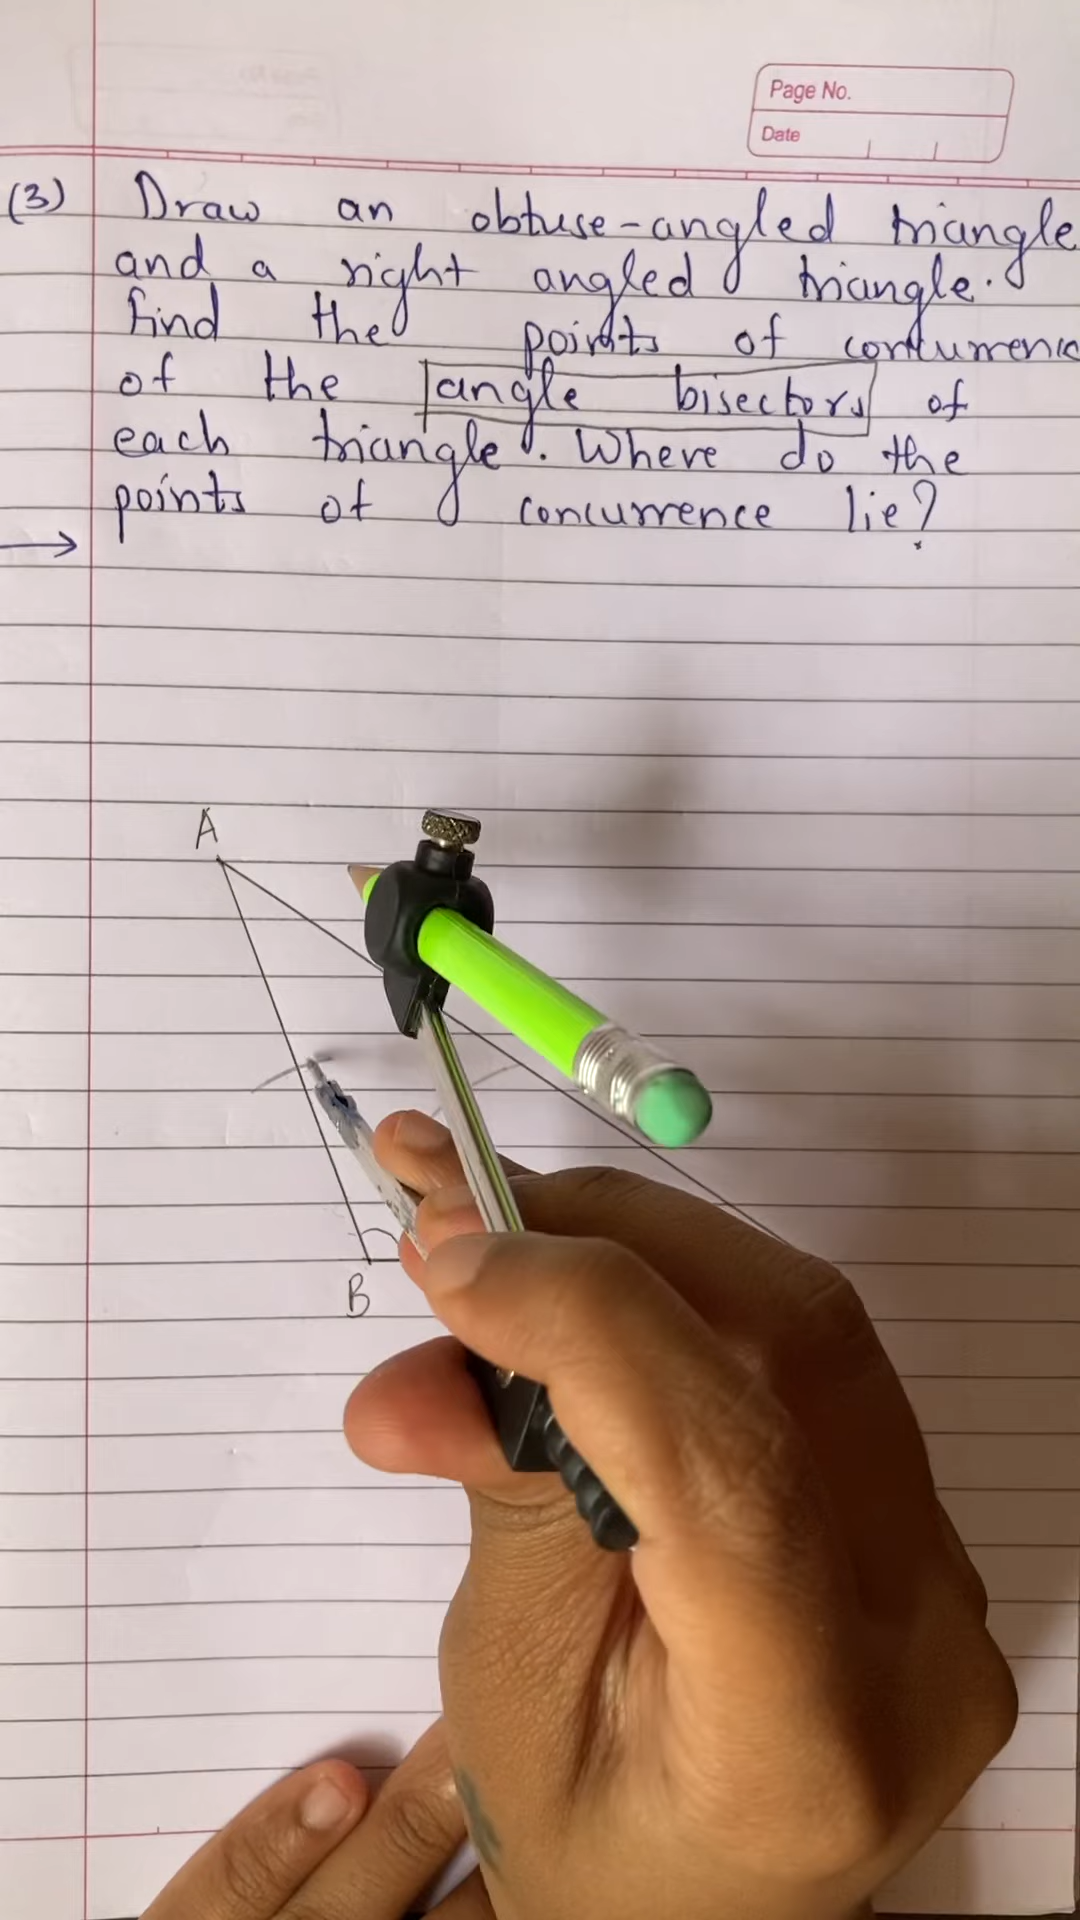 Page No.
Date
(3) Draw an obtuse-angled triangle
and a right angled triangle.
find the points of concurrenc
of the angle bisectors of
each triangle. Where do the
points of concurrence lie?
A
B